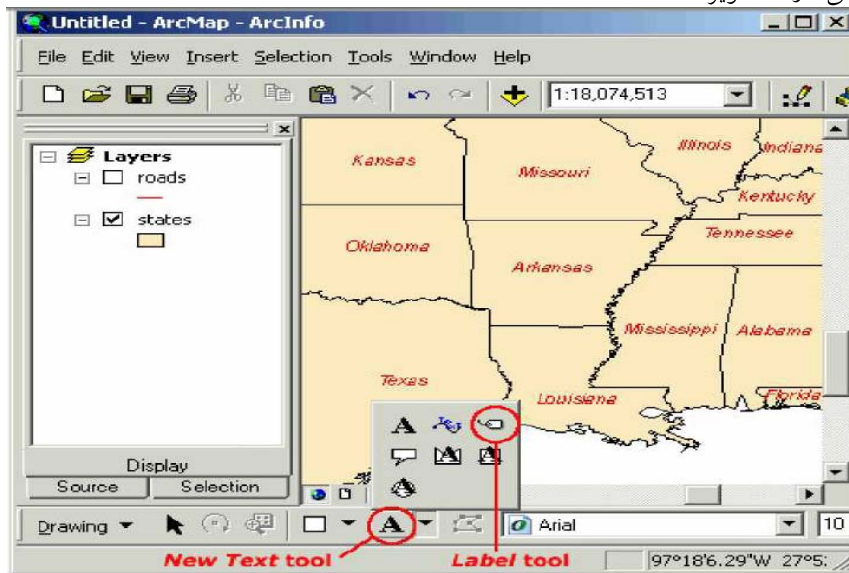 Untitled - ArcMap - ArcInfo
File Edit View Insert Selection Tools Window Help
1:18,074,513
Layers
roads
states
Kansas
Missouri
Illinois
Indiana
Kentucky
Tennessee
Oklahoma
Arkansas
Mississippi
Alabama
Texas
Louisiana
Florida
Display
Source Selection
Drawing A Arial 10
New Text tool Label tool 97°18'6.29"W 27°5: